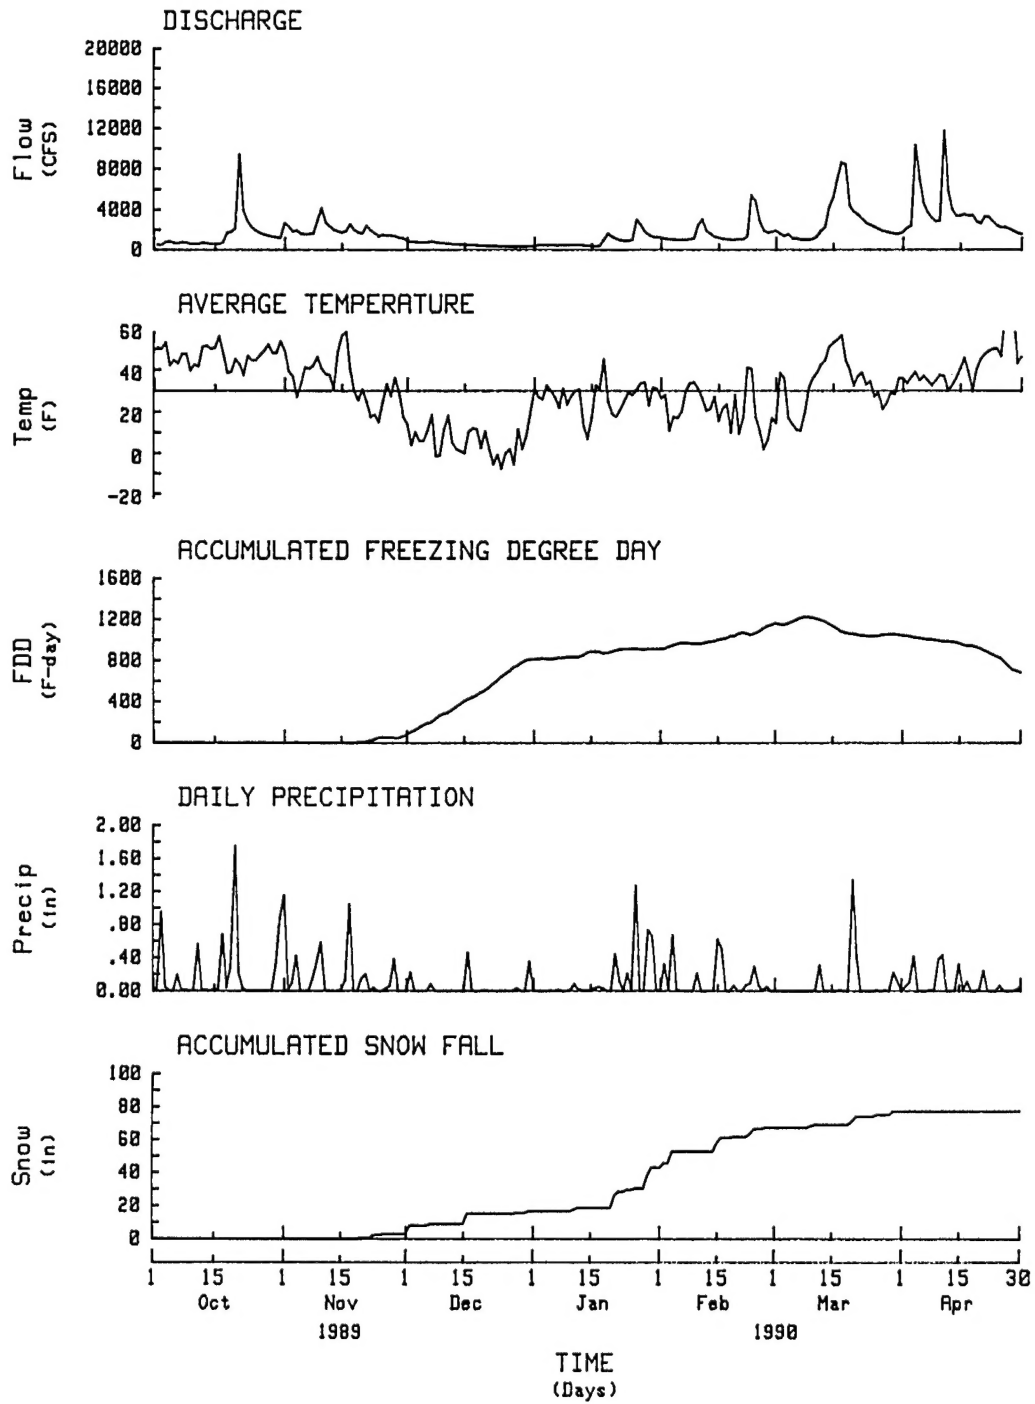 DISCHARGE
20000
16000
12000
8000
4000
0
Flow
(CFS)
AVERAGE TEMPERATURE
60
40
20
0
-20
Temp
(F)
ACCUMULATED FREEZING DEGREE DAY
1600
1200
800
400
0
FDD
(F-day)
DAILY PRECIPITATION
2.00
1.60
1.20
.80
.40
0.00
Precip
(in)
ACCUMULATED SNOW FALL
100
80
60
40
20
0
Snow
(in)
1 15 1 15 1 15 1 15 1 15 1 15 1 15 30
Oct Nov Dec Jan Feb Mar Apr
1989 1990
TIME
(Days)